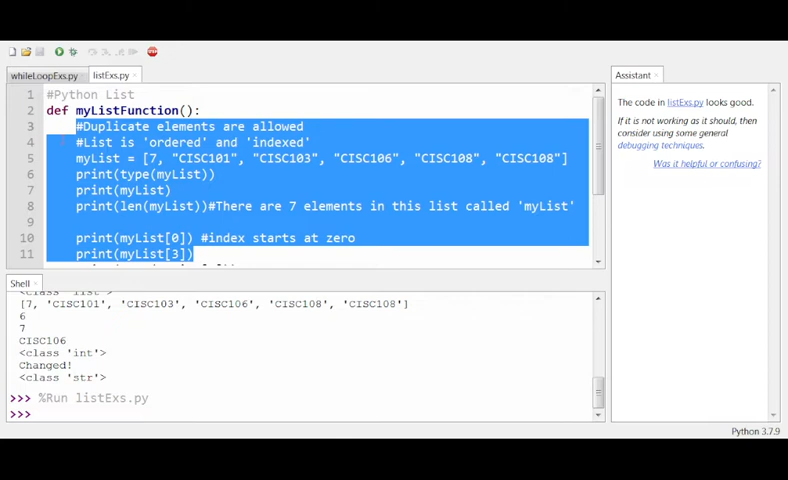 whileLoopExs.py
listExs.py ×
1 #Python List
2 def myListFunction():
3 #Duplicate elements are allowed
4 #List is 'ordered' and 'indexed'
5 myList = [7, "CISC101", "CISC103", "CISC106", "CISC108", "CISC108"]
6 print(type(myList))
7 print(myList)
8 print(len(myList))#There are 7 elements in this list called 'myList'
9
10 print(myList[0]) #index starts at zero
11 print(myList[3])
Shell ×
<class 'list'>
[7, 'CISC101', 'CISC103', 'CISC106', 'CISC108', 'CISC108']
6
7
CISC106
<class 'int'>
Changed!
<class 'str'>
>>> %Run listExs.py
>>>
Assistant ×
The code in listExs.py looks good.
If it is not working as it should, then
consider using some general
debugging techniques.
Was it helpful or confusing?
Python 3.7.9